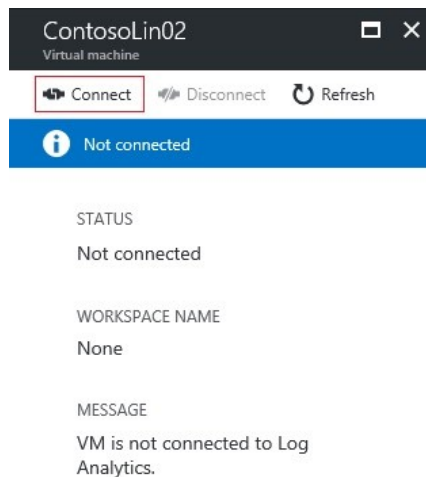 ContosoLin02
Virtual machine
Connect Disconnect Refresh
Not connected
STATUS
Not connected
WORKSPACE NAME
None
MESSAGE
VM is not connected to Log
Analytics.